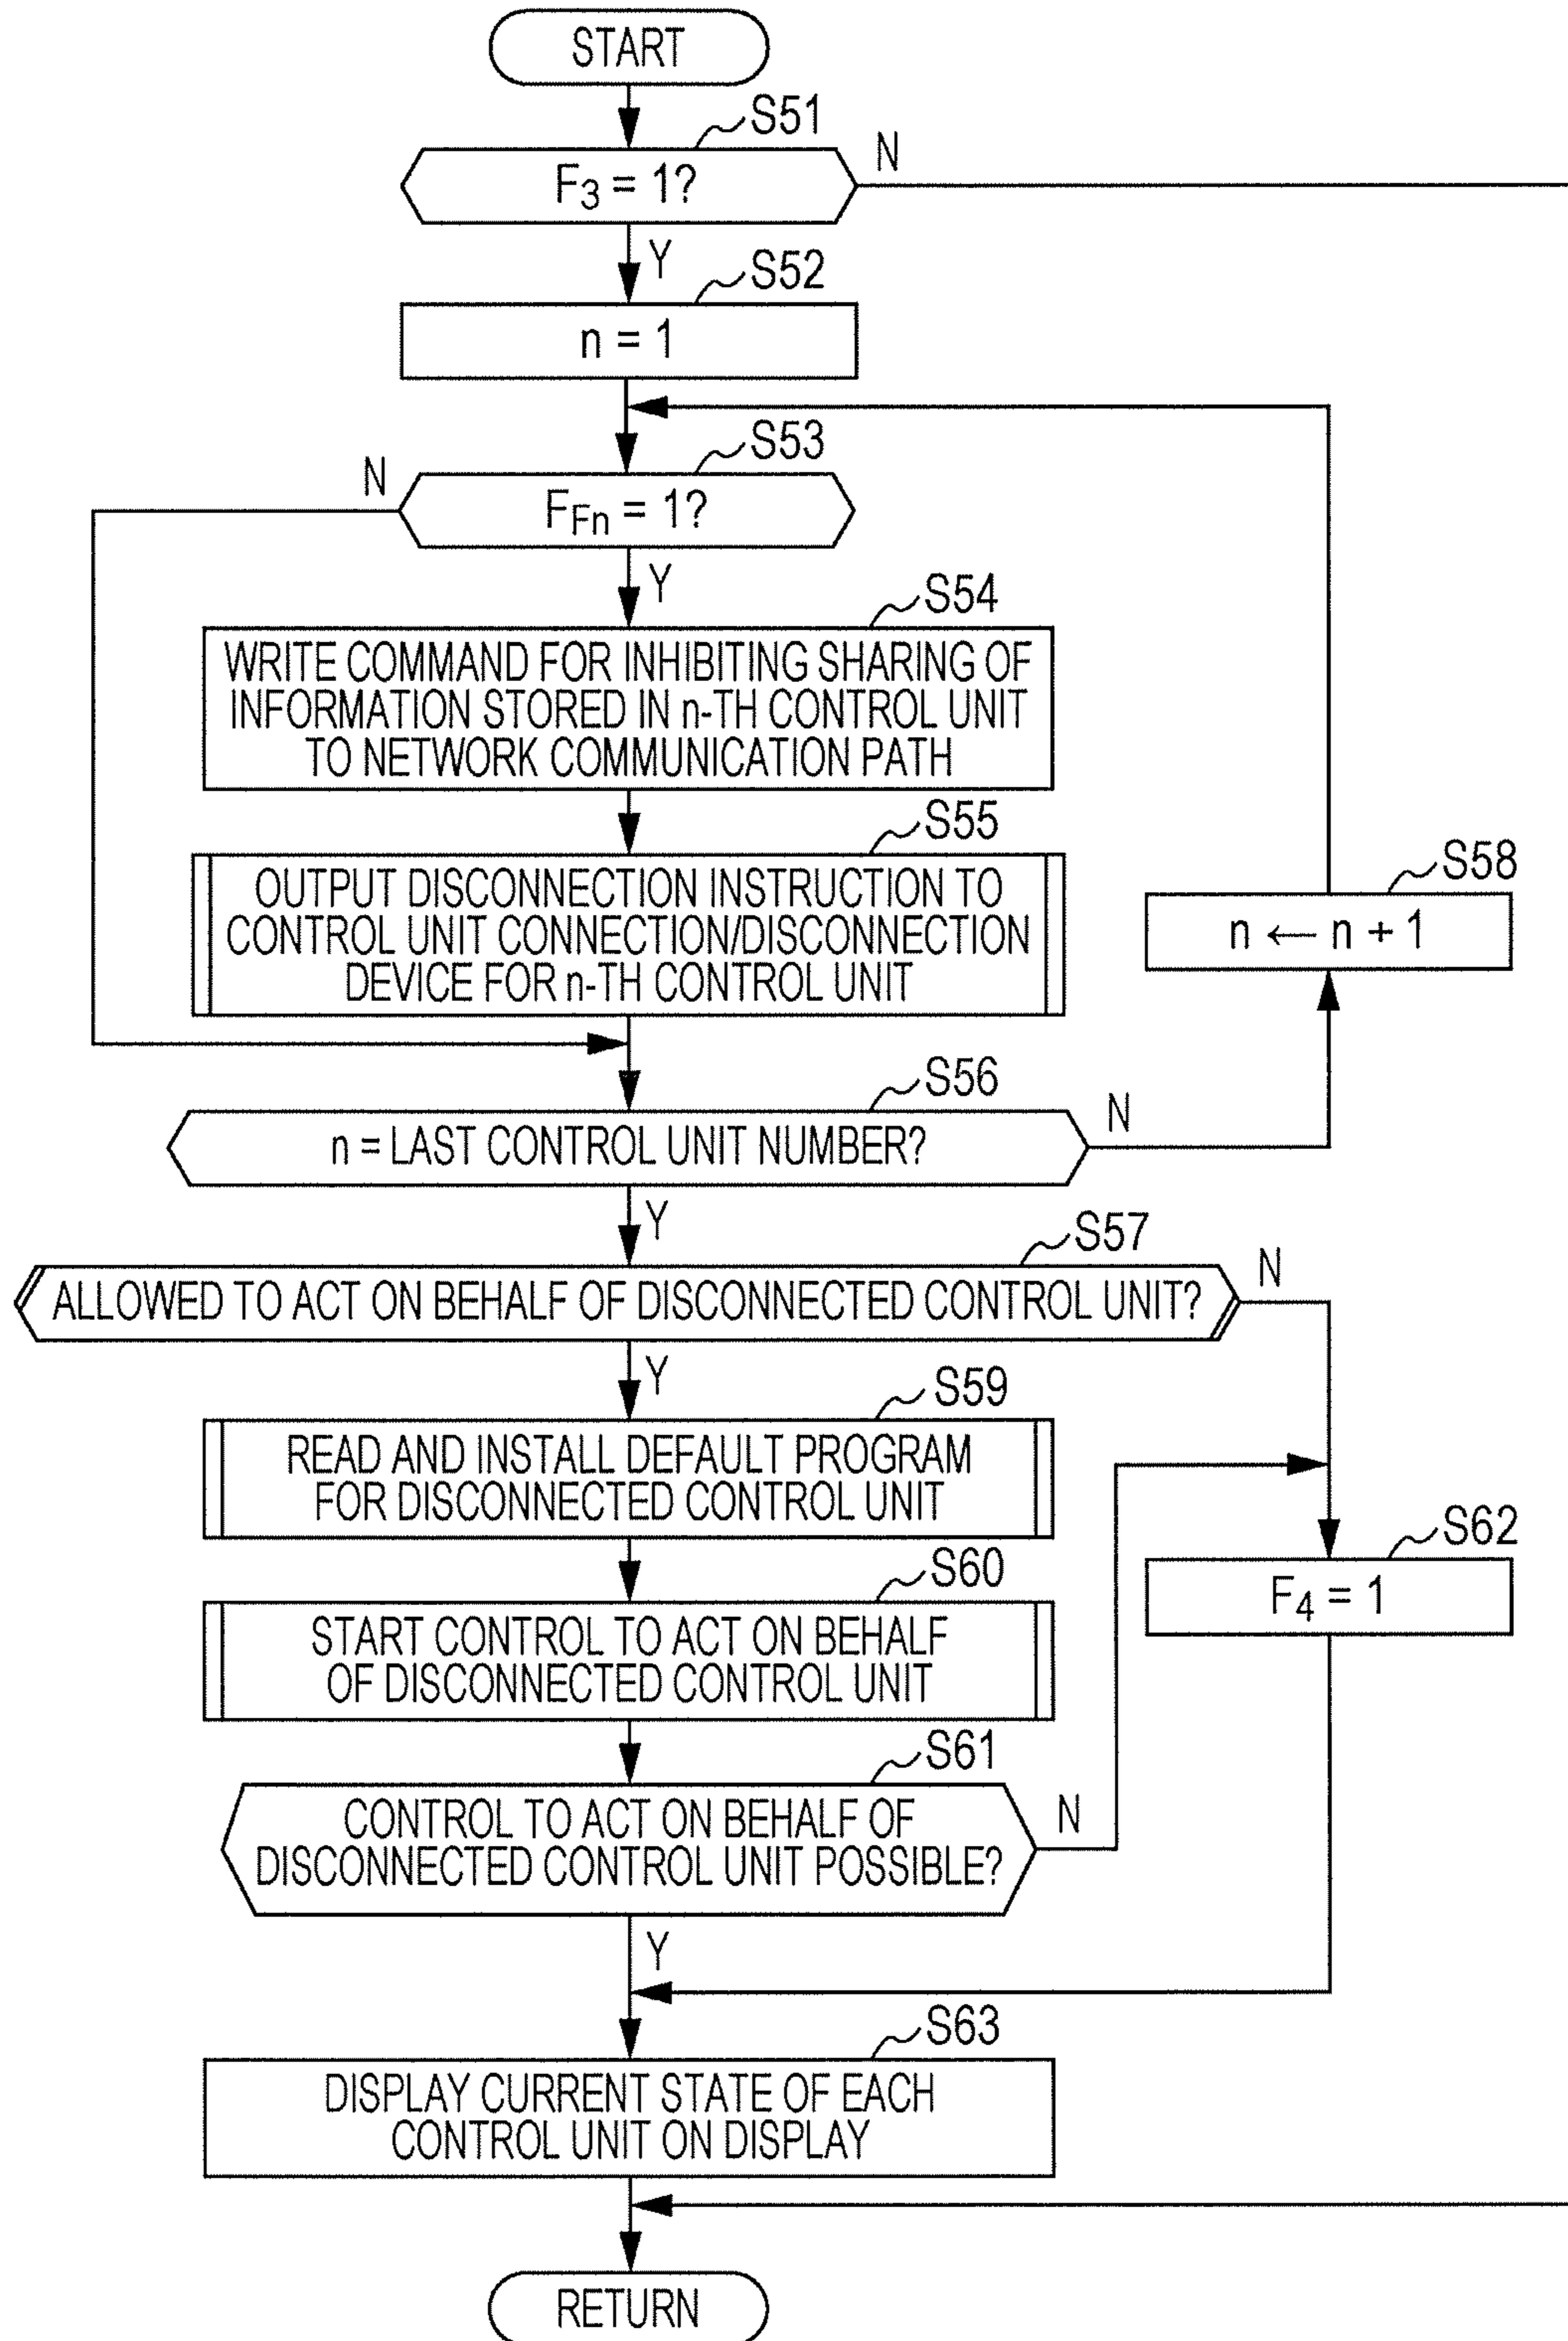 START
S51
F₃ = 1?
N
Y
S52
n = 1
S53
N
F_Fn = 1?
Y
S54
WRITE COMMAND FOR INHIBITING SHARING OF
INFORMATION STORED IN n-TH CONTROL UNIT
TO NETWORK COMMUNICATION PATH
S55
OUTPUT DISCONNECTION INSTRUCTION TO
CONTROL UNIT CONNECTION/DISCONNECTION
DEVICE FOR n-TH CONTROL UNIT
S58
n ← n + 1
S56
n = LAST CONTROL UNIT NUMBER?
N
Y
S57
ALLOWED TO ACT ON BEHALF OF DISCONNECTED CONTROL UNIT?
N
Y
S59
READ AND INSTALL DEFAULT PROGRAM
FOR DISCONNECTED CONTROL UNIT
S62
F₄ = 1
S60
START CONTROL TO ACT ON BEHALF
OF DISCONNECTED CONTROL UNIT
S61
CONTROL TO ACT ON BEHALF OF
DISCONNECTED CONTROL UNIT POSSIBLE?
N
Y
S63
DISPLAY CURRENT STATE OF EACH
CONTROL UNIT ON DISPLAY
RETURN